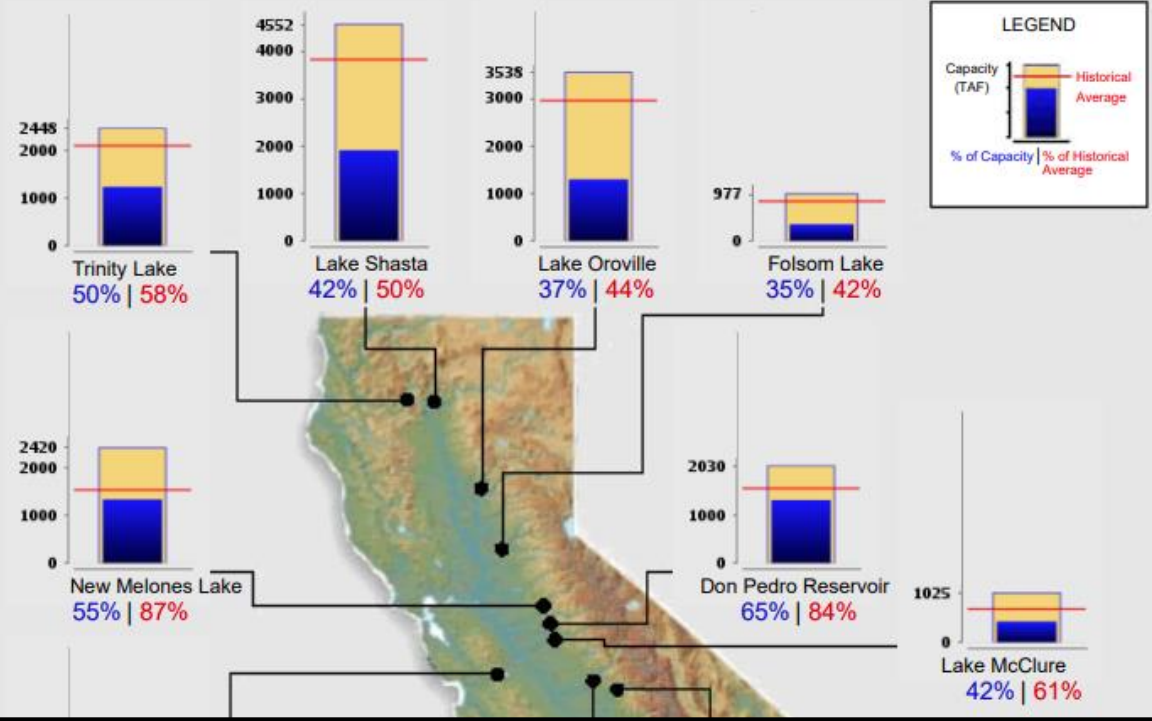 4552
4000
3000
2000
1000
0
Lake Shasta
42% | 50%
3538
3000
2000
1000
0
Lake Oroville
37% | 44%
977
0
Folsom Lake
35% | 42%
LEGEND
Capacity
(TAF)
Historical
Average
% of Capacity | % of Historical
Average
2448
2000
1000
0
Trinity Lake
50% | 58%
2420
2000
1000
0
New Melones Lake
55% | 87%
2030
1000
0
Don Pedro Reservoir
65% | 84%
1025
0
Lake McClure
42% | 61%